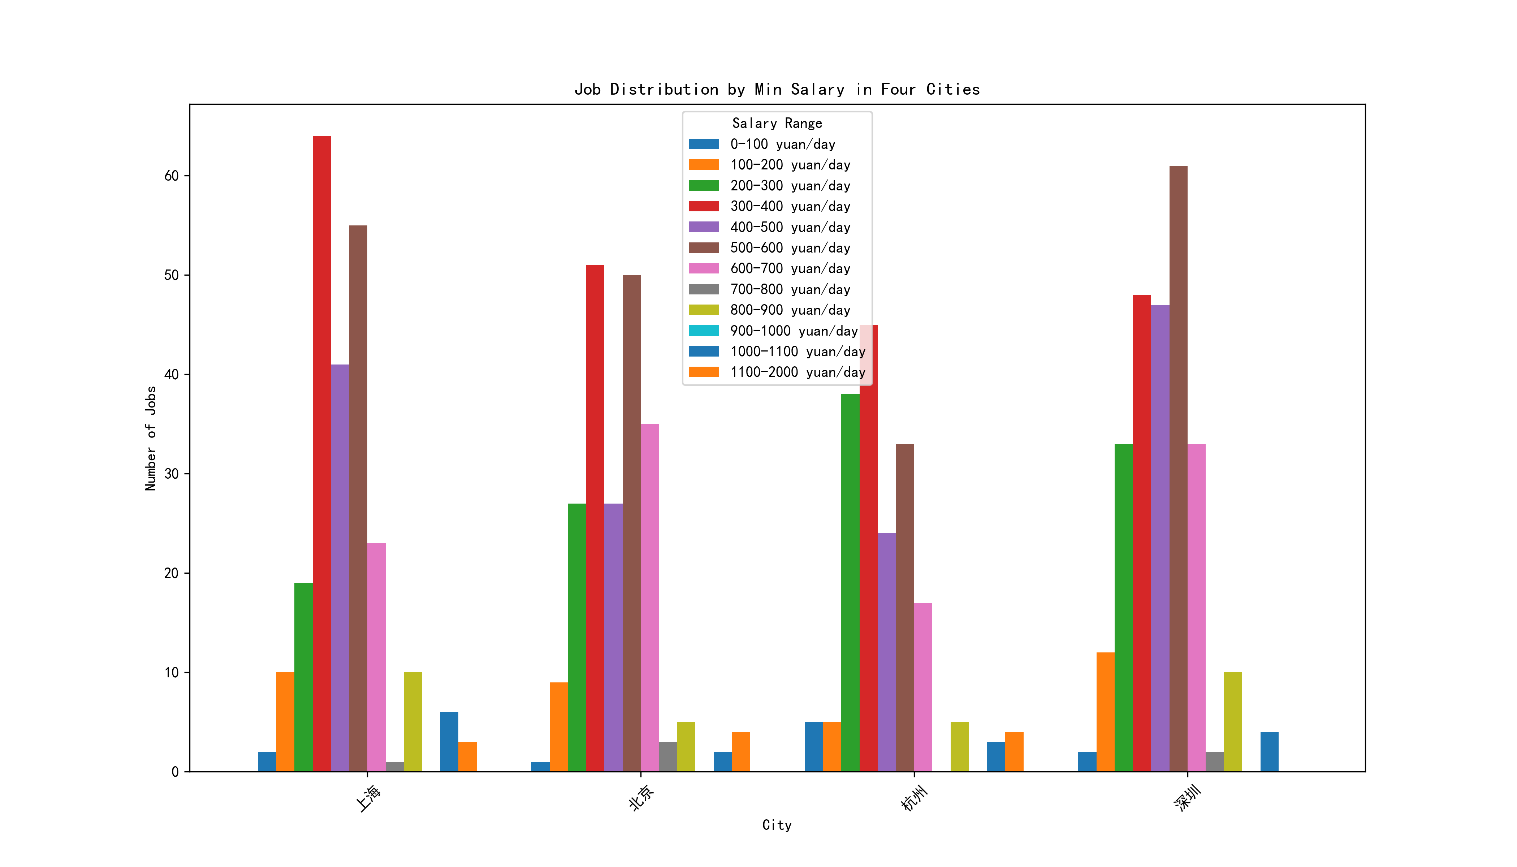 Job Distribution by Min Salary in Four Cities
Salary Range
0-100 yuan/day
100-200 yuan/day
200-300 yuan/day
300-400 yuan/day
400-500 yuan/day
500-600 yuan/day
600-700 yuan/day
700-800 yuan/day
800-900 yuan/day
900-1000 yuan/day
1000-1100 yuan/day
1100-2000 yuan/day
Number of Jobs
60
50
40
30
20
10
0
上海
北京
杭州
深圳
City